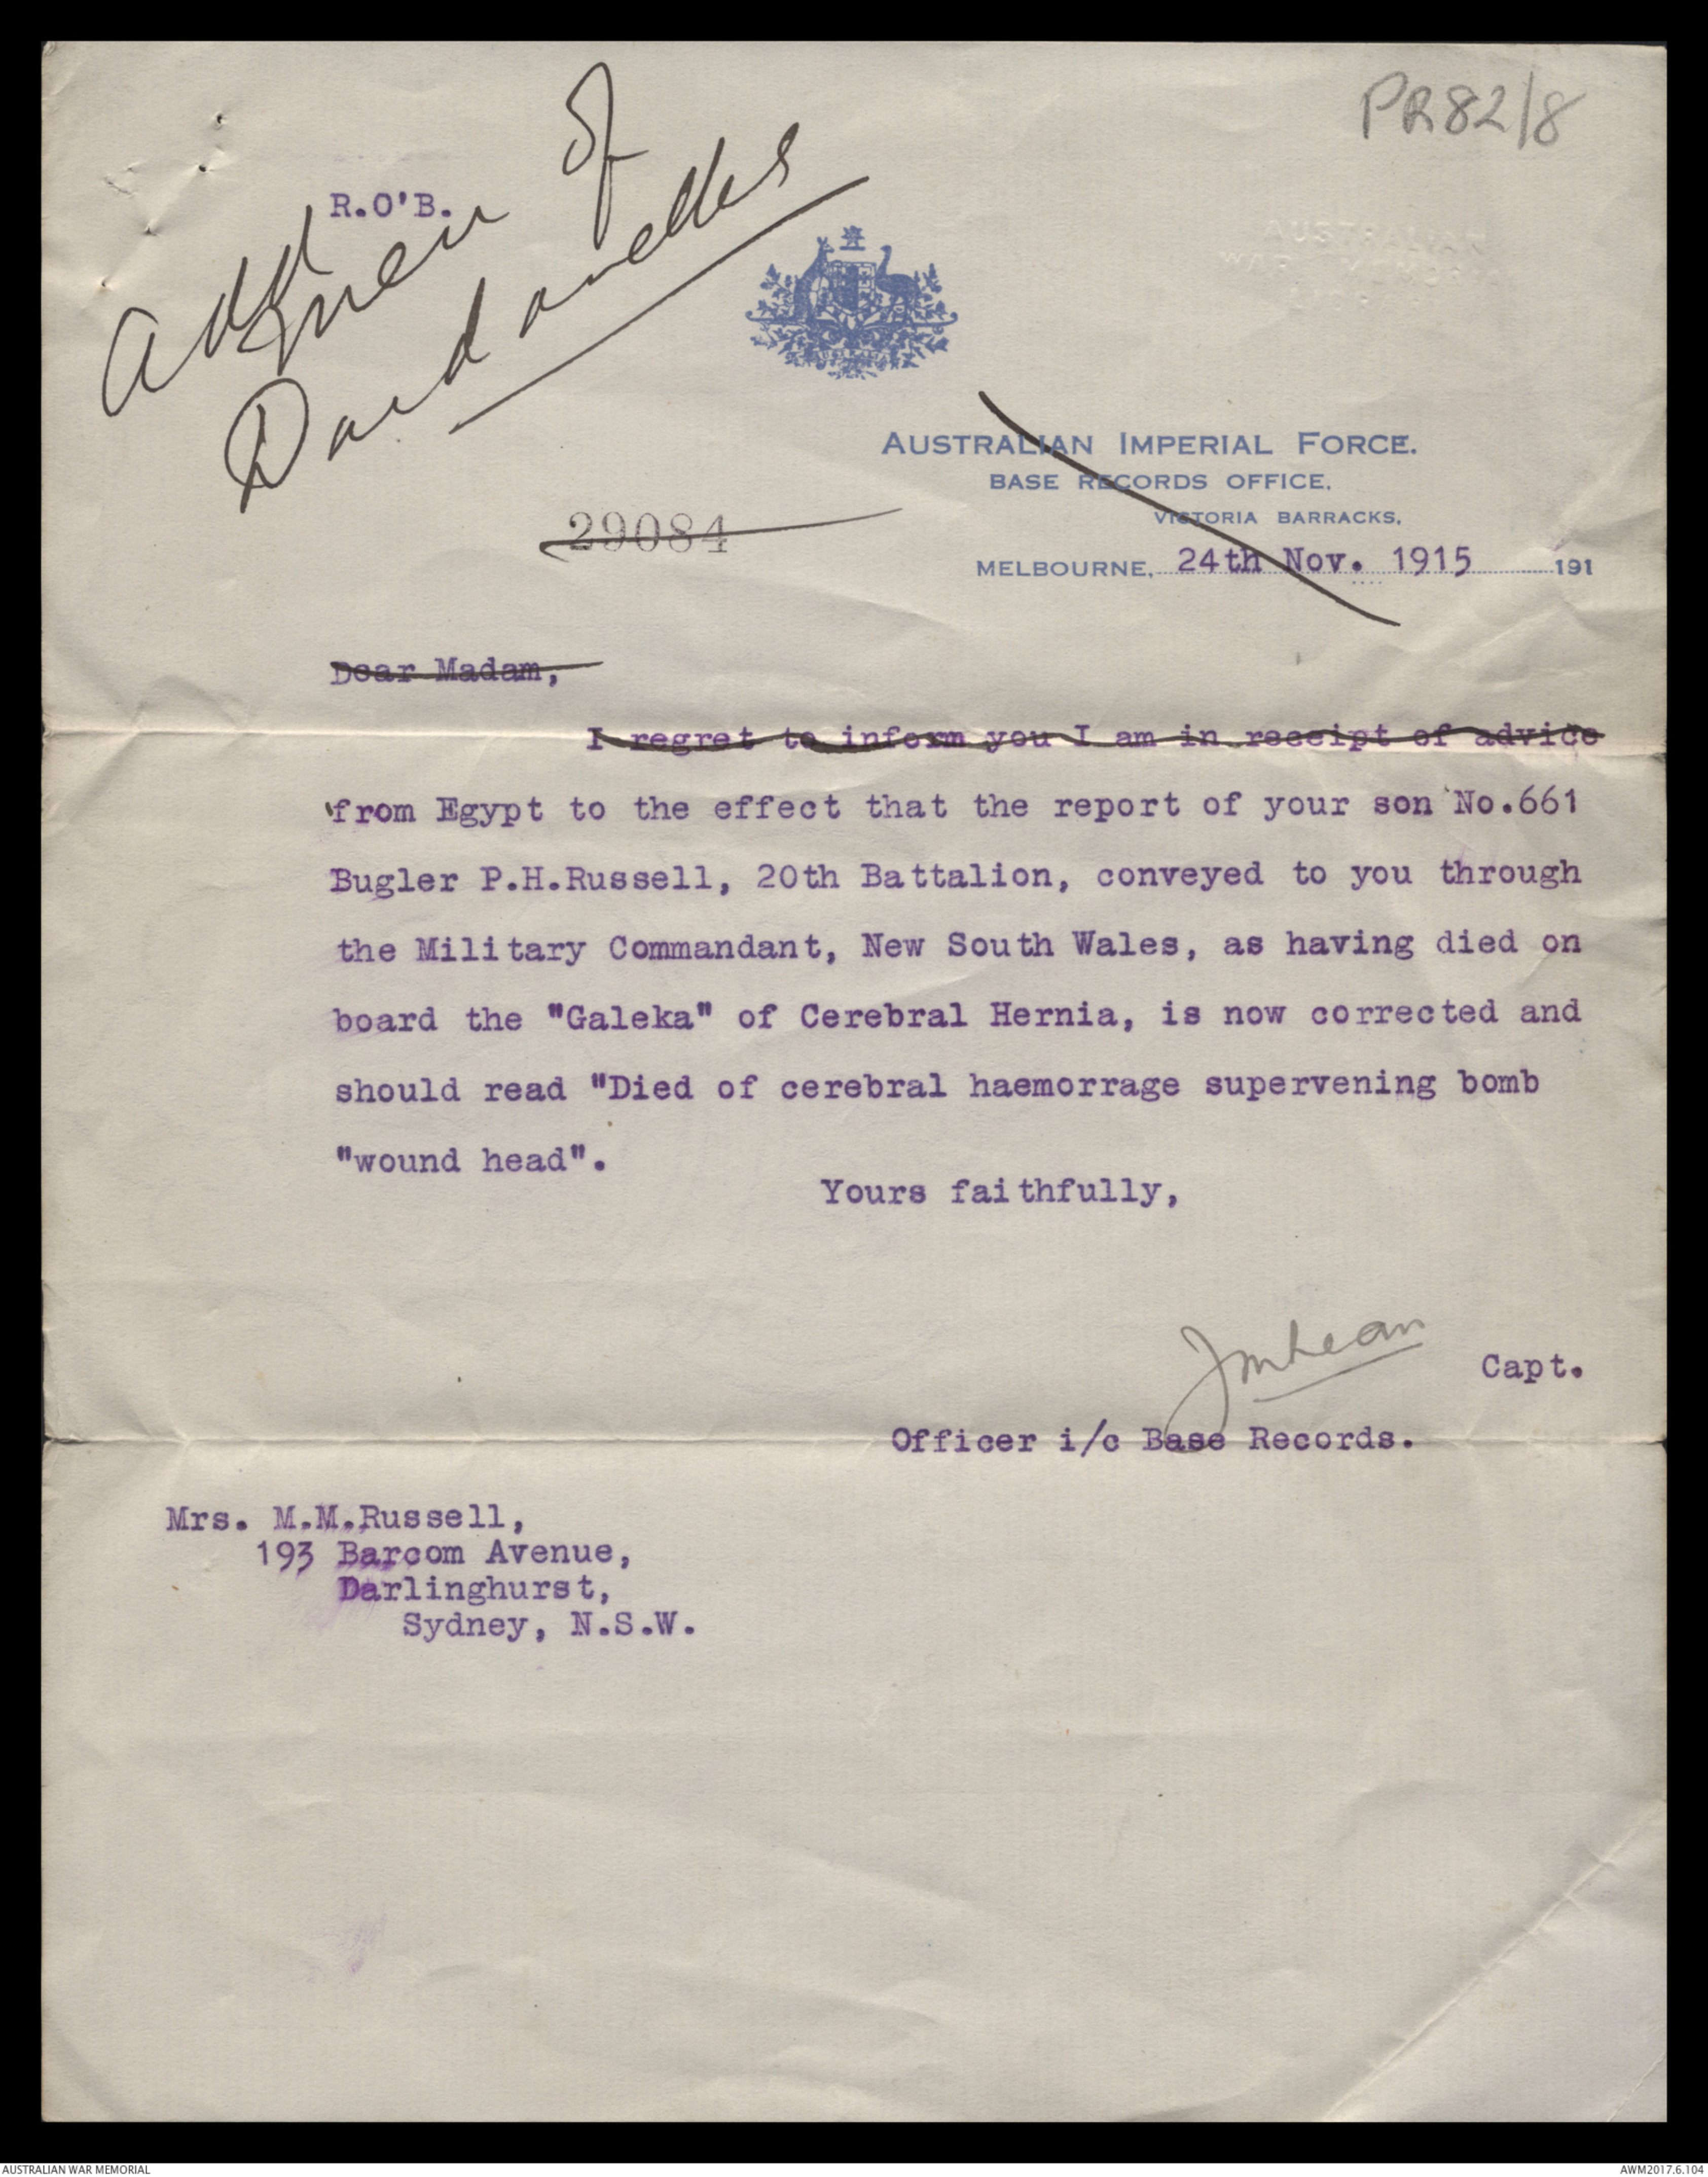 PR82/8
R.O'B.
Add
men of
Dardanelles
AUSTRALIAN IMPERIAL FORCE.
BASE RECORDS OFFICE.
VICTORIA BARRACKS,
29084
MELBOURNE, 24th Nov. 1915 191
Dear Madam,
I regret to inform you I am in receipt of advice
from Egypt to the effect that the report of your son No.661
Bugler P.H.Russell, 20th Battalion, conveyed to you through
the Military Commandant, New South Wales, as having died on
board the "Galeka" of Cerebral Hernia, is now corrected and
should read "Died of cerebral haemorrage supervening bomb
"wound head".
Yours faithfully,
JMLean Capt.
Officer i/c Base Records.
Mrs. M.M.Russell,
193 Barcom Avenue,
Darlinghurst,
Sydney, N.S.W.
AUSTRALIAN WAR MEMORIAL AWM2017.6.104